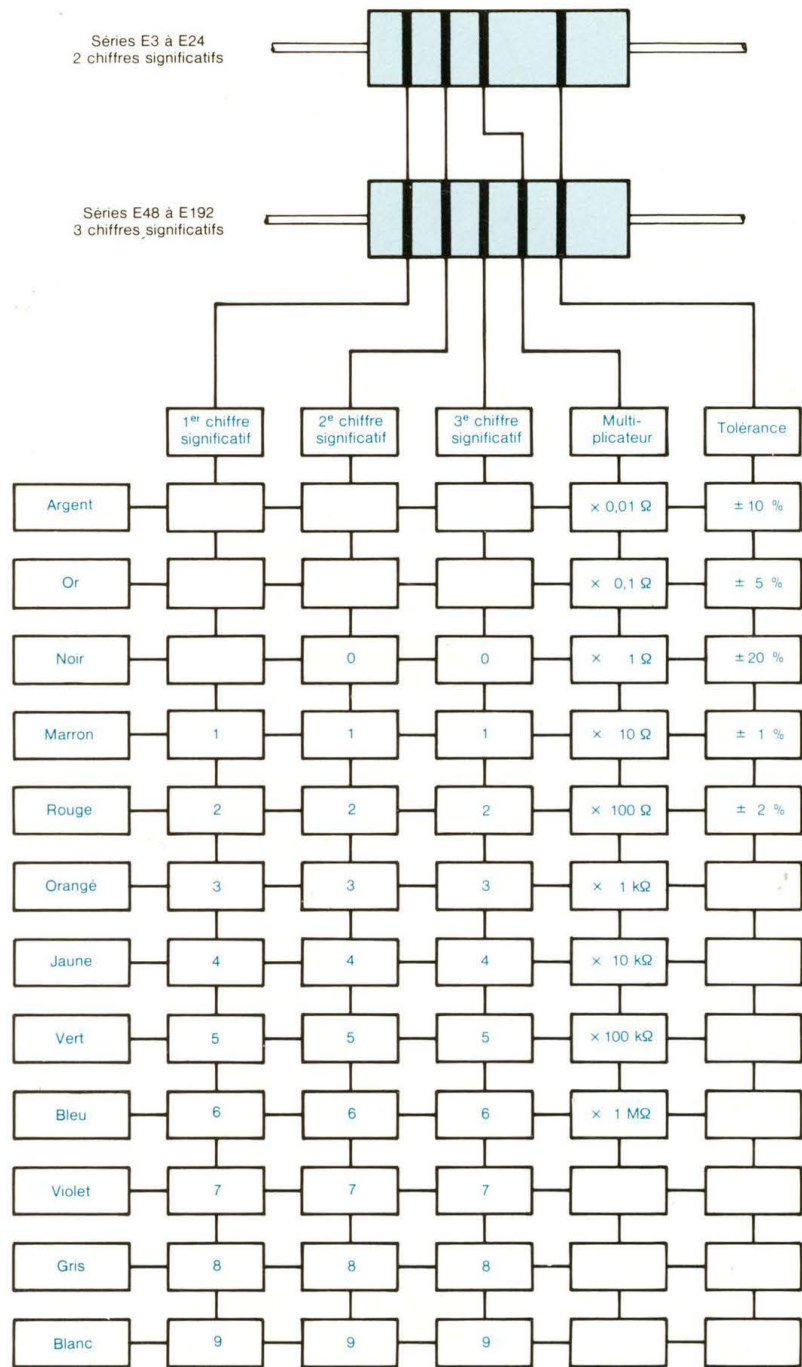 Séries E3 à E24
2 chiffres significatifs
Séries E48 à E192
3 chiffres significatifs
1er chiffre
significatif
2e chiffre
significatif
3e chiffre
significatif
Multi-
plicateur
Tolérance
Argent × 0,01 Ω ± 10 %
Or × 0,1 Ω ± 5 %
Noir 0 0 × 1 Ω ± 20 %
Marron 1 1 1 × 10 Ω ± 1 %
Rouge 2 2 2 × 100 Ω ± 2 %
Orangé 3 3 3 × 1 kΩ
Jaune 4 4 4 × 10 kΩ
Vert 5 5 5 × 100 kΩ
Bleu 6 6 6 × 1 MΩ
Violet 7 7 7
Gris 8 8 8
Blanc 9 9 9